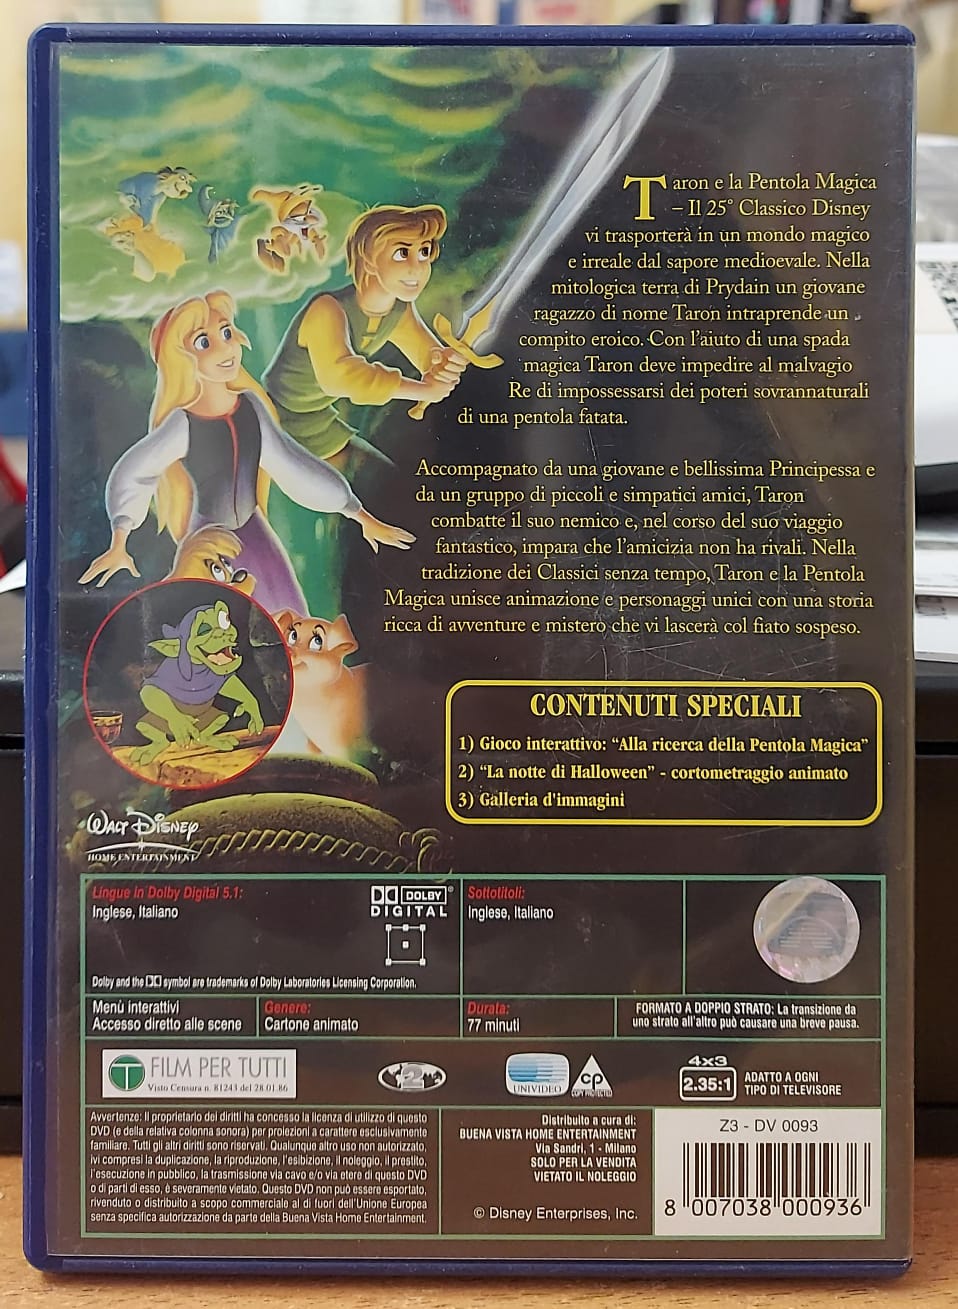 Taron e la Pentola Magica
– Il 25° Classico Disney
vi trasporterà in un mondo magico
e irreale dal sapore medioevale. Nella
mitologica terra di Prydain un giovane
ragazzo di nome Taron intraprende un
compito eroico. Con l'aiuto di una spada
magica Taron deve impedire al malvagio
Re di impossessarsi dei poteri sovrannaturali
di una pentola fatata.
Accompagnato da una giovane e bellissima Principessa e
da un gruppo di piccoli e simpatici amici, Taron
combatte il suo nemico e, nel corso del suo viaggio
fantastico, impara che l'amicizia non ha rivali. Nella
tradizione dei Classici senza tempo, Taron e la Pentola
Magica unisce animazione e personaggi unici con una storia
ricca di avventure e mistero che vi lascerà col fiato sospeso.
CONTENUTI SPECIALI
1) Gioco interattivo: “Alla ricerca della Pentola Magica”
2) “La notte di Halloween” - cortometraggio animato
3) Galleria d'immagini
WALT DISNEY
HOME ENTERTAINMENT
Lingue in Dolby Digital 5.1:
Inglese, Italiano
DOLBY®
DIGITAL
Sottotitoli:
Inglese, Italiano
Dolby and the DD symbol are trademarks of Dolby Laboratories Licensing Corporation.
Menù interattivi
Accesso diretto alle scene
Genere:
Cartone animato
Durata:
77 minuti
FORMATO A DOPPIO STRATO: La transizione da
uno strato all'altro può causare una breve pausa.
T FILM PER TUTTI
Visto Censura n. 81243 del 28.01.86
2
UNIVIDEO
CP
COPY PROTECTED
4x3
2.35:1
ADATTO A OGNI
TIPO DI TELEVISORE
Avvertenze: Il proprietario dei diritti ha concesso la licenza di utilizzo di questo
DVD (e della relativa colonna sonora) per proiezioni a carattere esclusivamente
familiare. Tutti gli altri diritti sono riservati. Qualunque altro uso non autorizzato,
ivi compresi la duplicazione, la riproduzione, l'esibizione, il noleggio, il prestito,
l'esecuzione in pubblico, la trasmissione via cavo e/o via etere di questo DVD
o di parti di esso, è severamente vietato. Questo DVD non può essere esportato,
rivenduto o distribuito a scopo commerciale al di fuori dell'Unione Europea
senza specifica autorizzazione da parte della Buena Vista Home Entertainment.
Distribuito a cura di:
BUENA VISTA HOME ENTERTAINMENT
Via Sandri, 1 - Milano
SOLO PER LA VENDITA
VIETATO IL NOLEGGIO
© Disney Enterprises, Inc.
Z3 - DV 0093
8 007038 000936